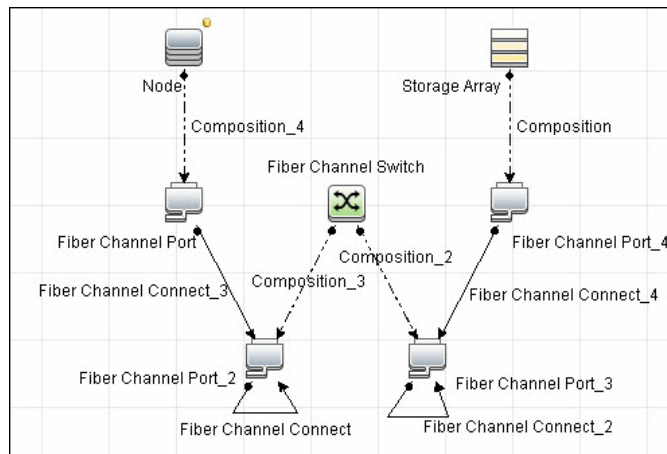 Node
Storage Array
Composition_4
Composition
Fiber Channel Switch
Fiber Channel Port
Fiber Channel Port_4
Composition_2
Composition_3
Fiber Channel Connect_3
Fiber Channel Connect_4
Fiber Channel Port_2
Fiber Channel Port_3
Fiber Channel Connect
Fiber Channel Connect_2